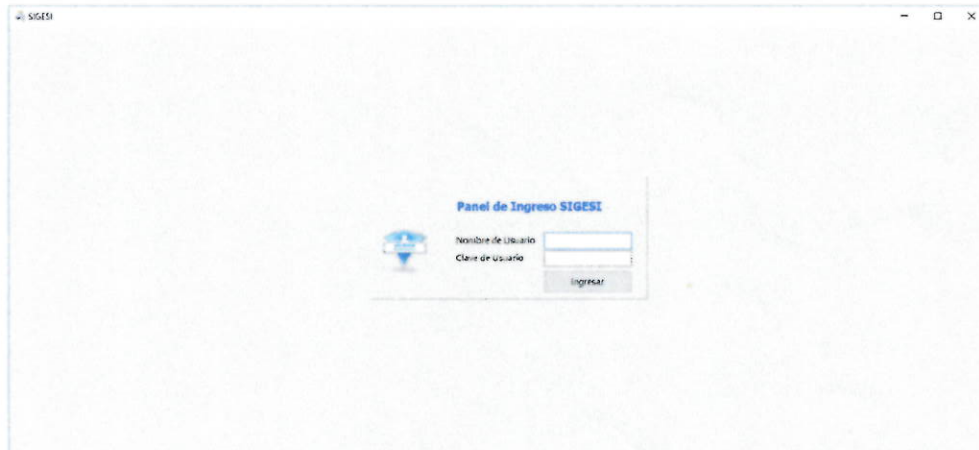 SIGESI
Panel de Ingreso SIGESI
Nombre de Usuario
Clave de Usuario
Ingresar